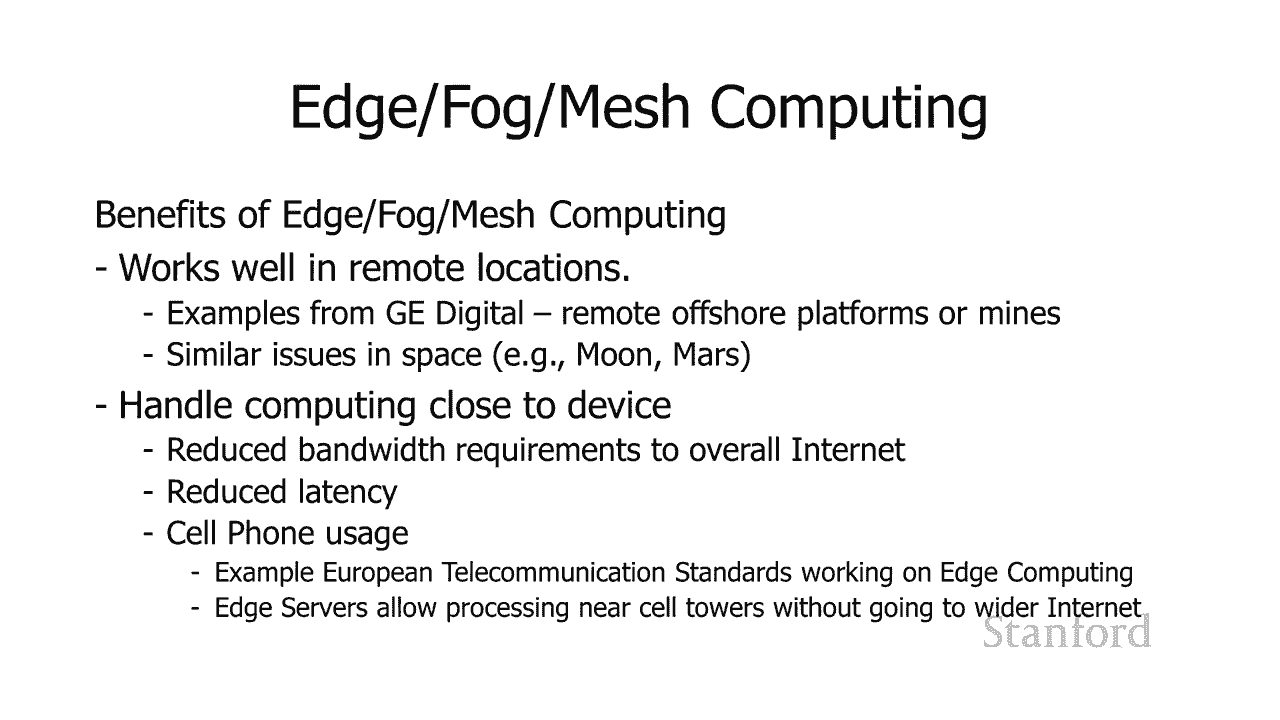 Edge/Fog/Mesh Computing
Benefits of Edge/Fog/Mesh Computing
- Works well in remote locations.
- Examples from GE Digital – remote offshore platforms or mines
- Similar issues in space (e.g., Moon, Mars)
- Handle computing close to device
- Reduced bandwidth requirements to overall Internet
- Reduced latency
- Cell Phone usage
- Example European Telecommunication Standards working on Edge Computing
- Edge Servers allow processing near cell towers without going to wider Internet
Stanford